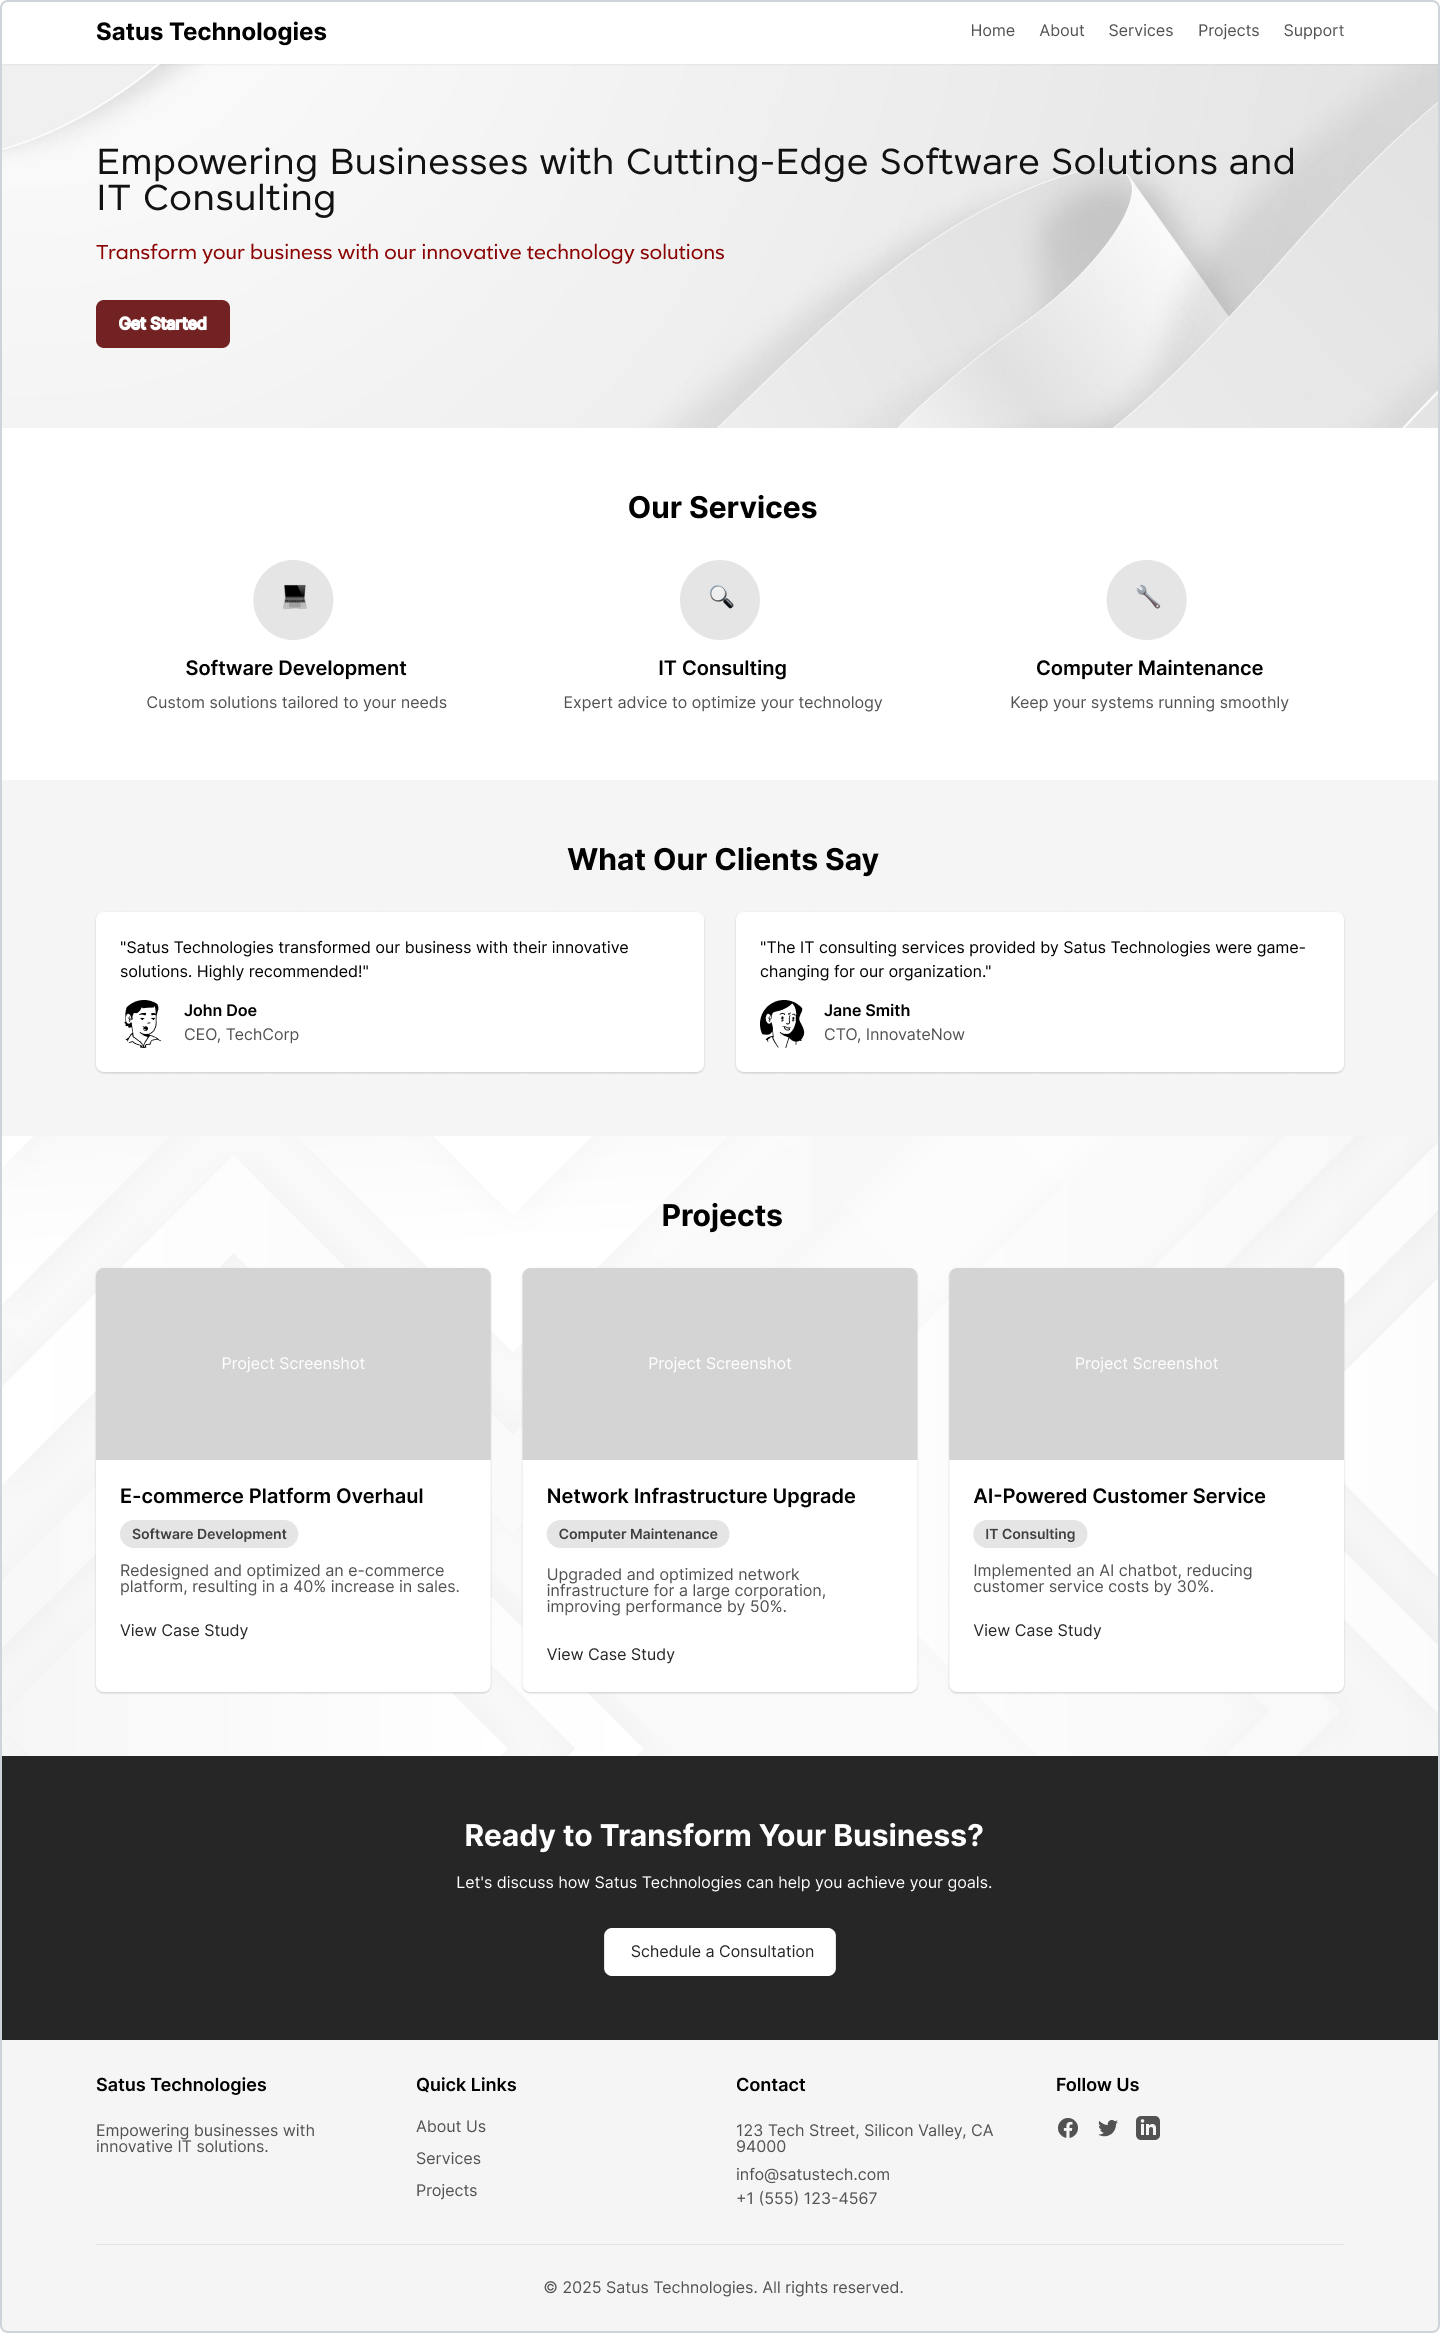 Satus Technologies
Home About Services Projects Support
Empowering Businesses with Cutting-Edge Software Solutions and
IT Consulting
Transform your business with our innovative technology solutions
Get Started
Our Services
Software Development
Custom solutions tailored to your needs
IT Consulting
Expert advice to optimize your technology
Computer Maintenance
Keep your systems running smoothly
What Our Clients Say
"Satus Technologies transformed our business with their innovative
solutions. Highly recommended!"
John Doe
CEO, TechCorp
"The IT consulting services provided by Satus Technologies were game-
changing for our organization."
Jane Smith
CTO, InnovateNow
Projects
Project Screenshot
E-commerce Platform Overhaul
Software Development
Redesigned and optimized an e-commerce
platform, resulting in a 40% increase in sales.
View Case Study
Project Screenshot
Network Infrastructure Upgrade
Computer Maintenance
Upgraded and optimized network
infrastructure for a large corporation,
improving performance by 50%.
View Case Study
Project Screenshot
AI-Powered Customer Service
IT Consulting
Implemented an AI chatbot, reducing
customer service costs by 30%.
View Case Study
Ready to Transform Your Business?
Let's discuss how Satus Technologies can help you achieve your goals.
Schedule a Consultation
Satus Technologies
Empowering businesses with
innovative IT solutions.
Quick Links
About Us
Services
Projects
Contact
123 Tech Street, Silicon Valley, CA
94000
info@satustech.com
+1 (555) 123-4567
Follow Us
in
© 2025 Satus Technologies. All rights reserved.